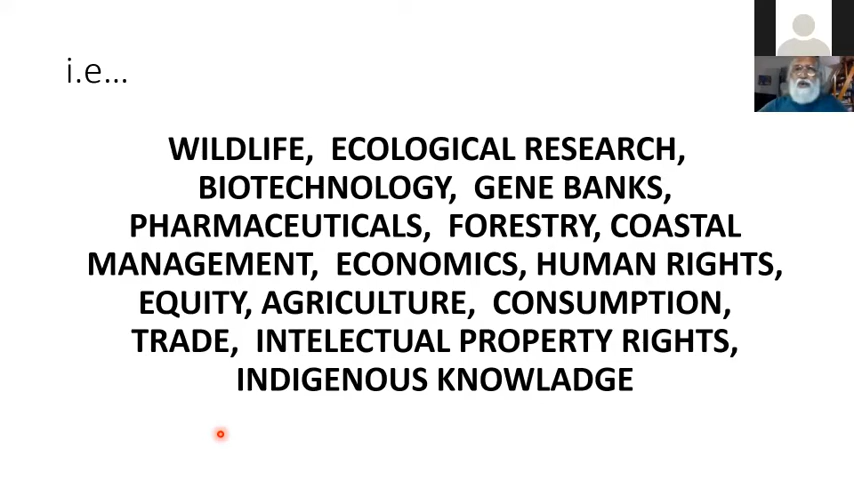 i.e...
WILDLIFE, ECOLOGICAL RESEARCH,
BIOTECHNOLOGY, GENE BANKS,
PHARMACEUTICALS, FORESTRY, COASTAL
MANAGEMENT, ECONOMICS, HUMAN RIGHTS,
EQUITY, AGRICULTURE, CONSUMPTION,
TRADE, INTELECTUAL PROPERTY RIGHTS,
INDIGENOUS KNOWLADGE